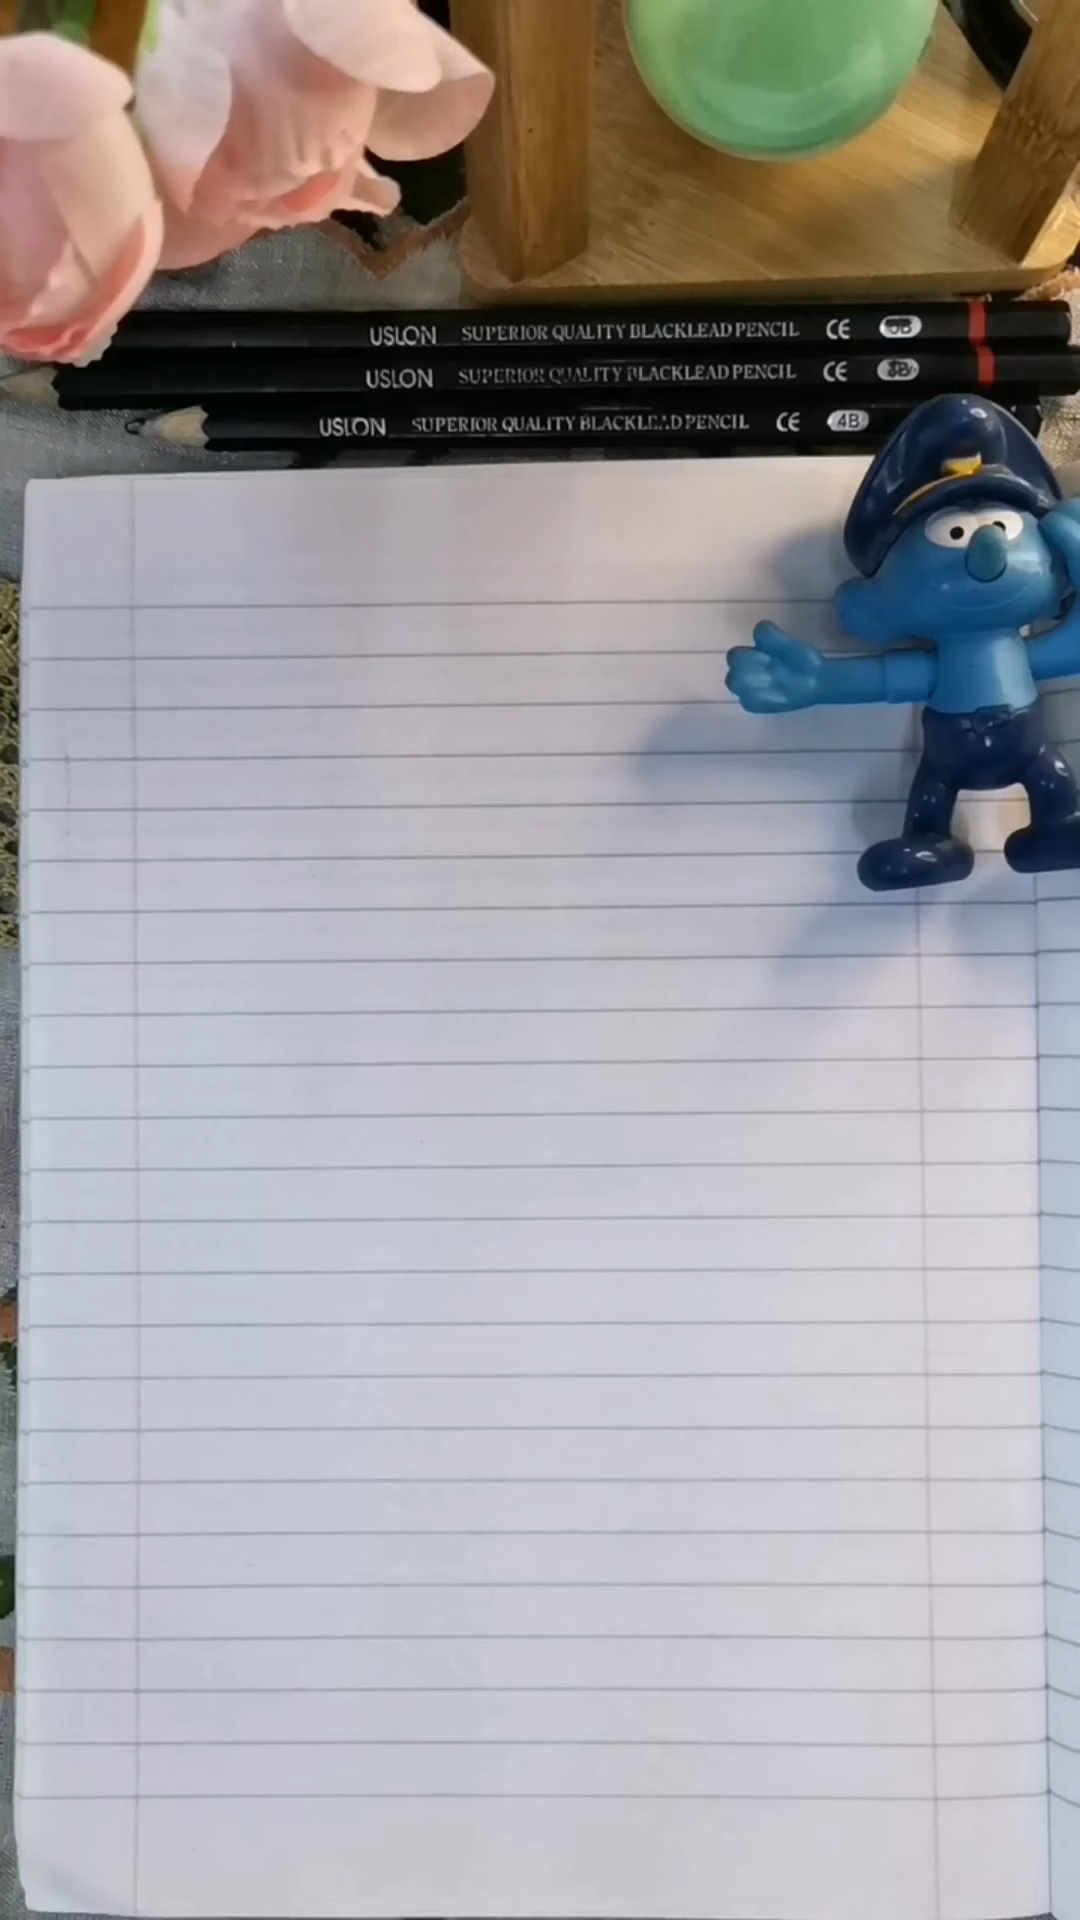 USLON SUPERIOR QUALITY BLACKLEAD PENCIL CE
USLON SUPERIOR QUALITY BLACKLEAD PENCIL CE
USLON SUPERIOR QUALITY BLACKLEAD PENCIL CE 4B